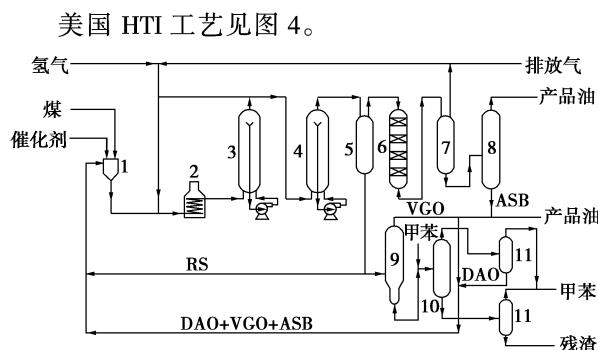 美国 HTI 工艺见图 4。
氢气
排放气
煤
产品油
催化剂
1
2
3
4
5
6
7
8
VGO
ASB
产品油
甲苯
9
RS
DAO
11
10
甲苯
11
DAO+VGO+ASB
残渣